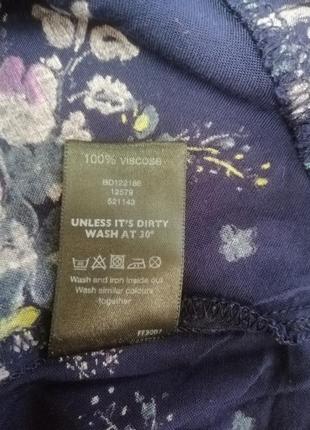 100% viscose
BD122186
12579
521143
UNLESS IT'S DIRTY
WASH AT 30°
Wash and iron inside out
Wash similar colours
together